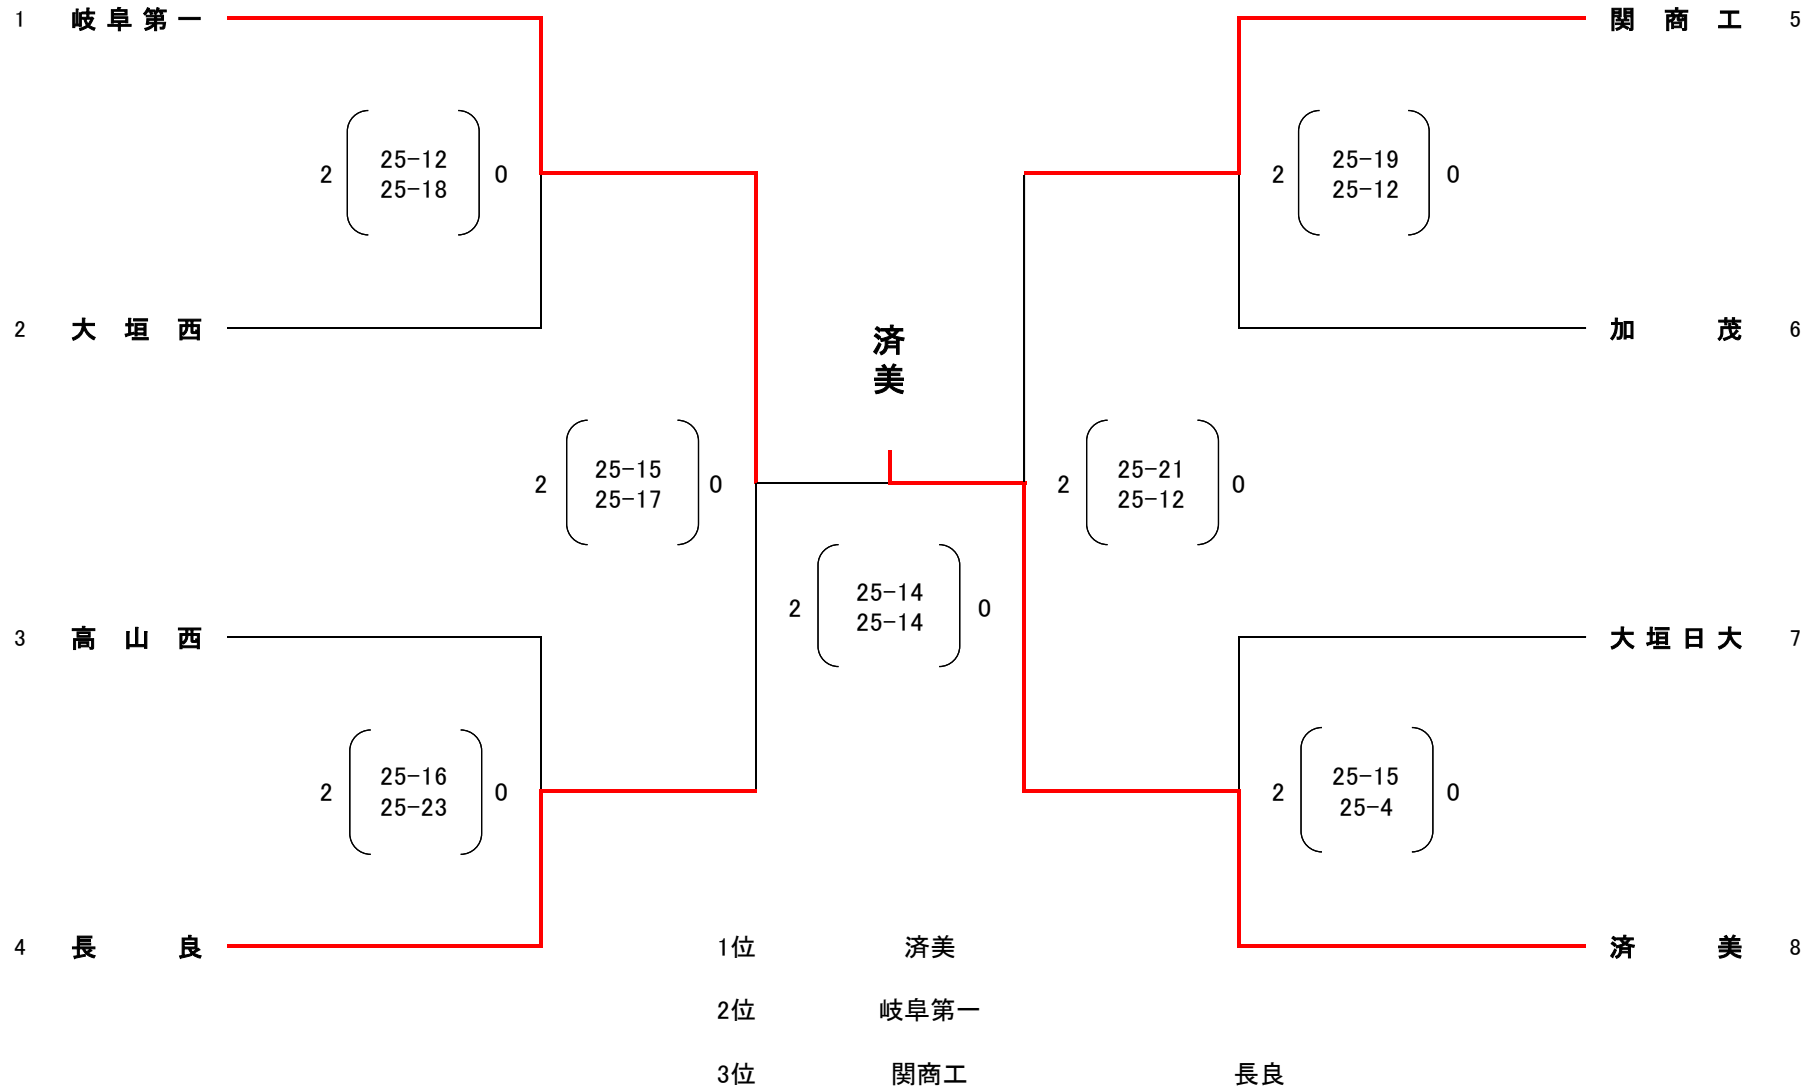 1 岐阜第一
関商工 5
2 25-12 0
25-18
2 25-19 0
25-12
2 大垣西
加茂 6
済美
2 25-15 0
25-17
2 25-21 0
25-12
2 25-14 0
25-14
3 高山西
大垣日大 7
2 25-16 0
25-23
2 25-15 0
25-4
4 長良
済美 8
1位 済美
2位 岐阜第一
3位 関商工 長良